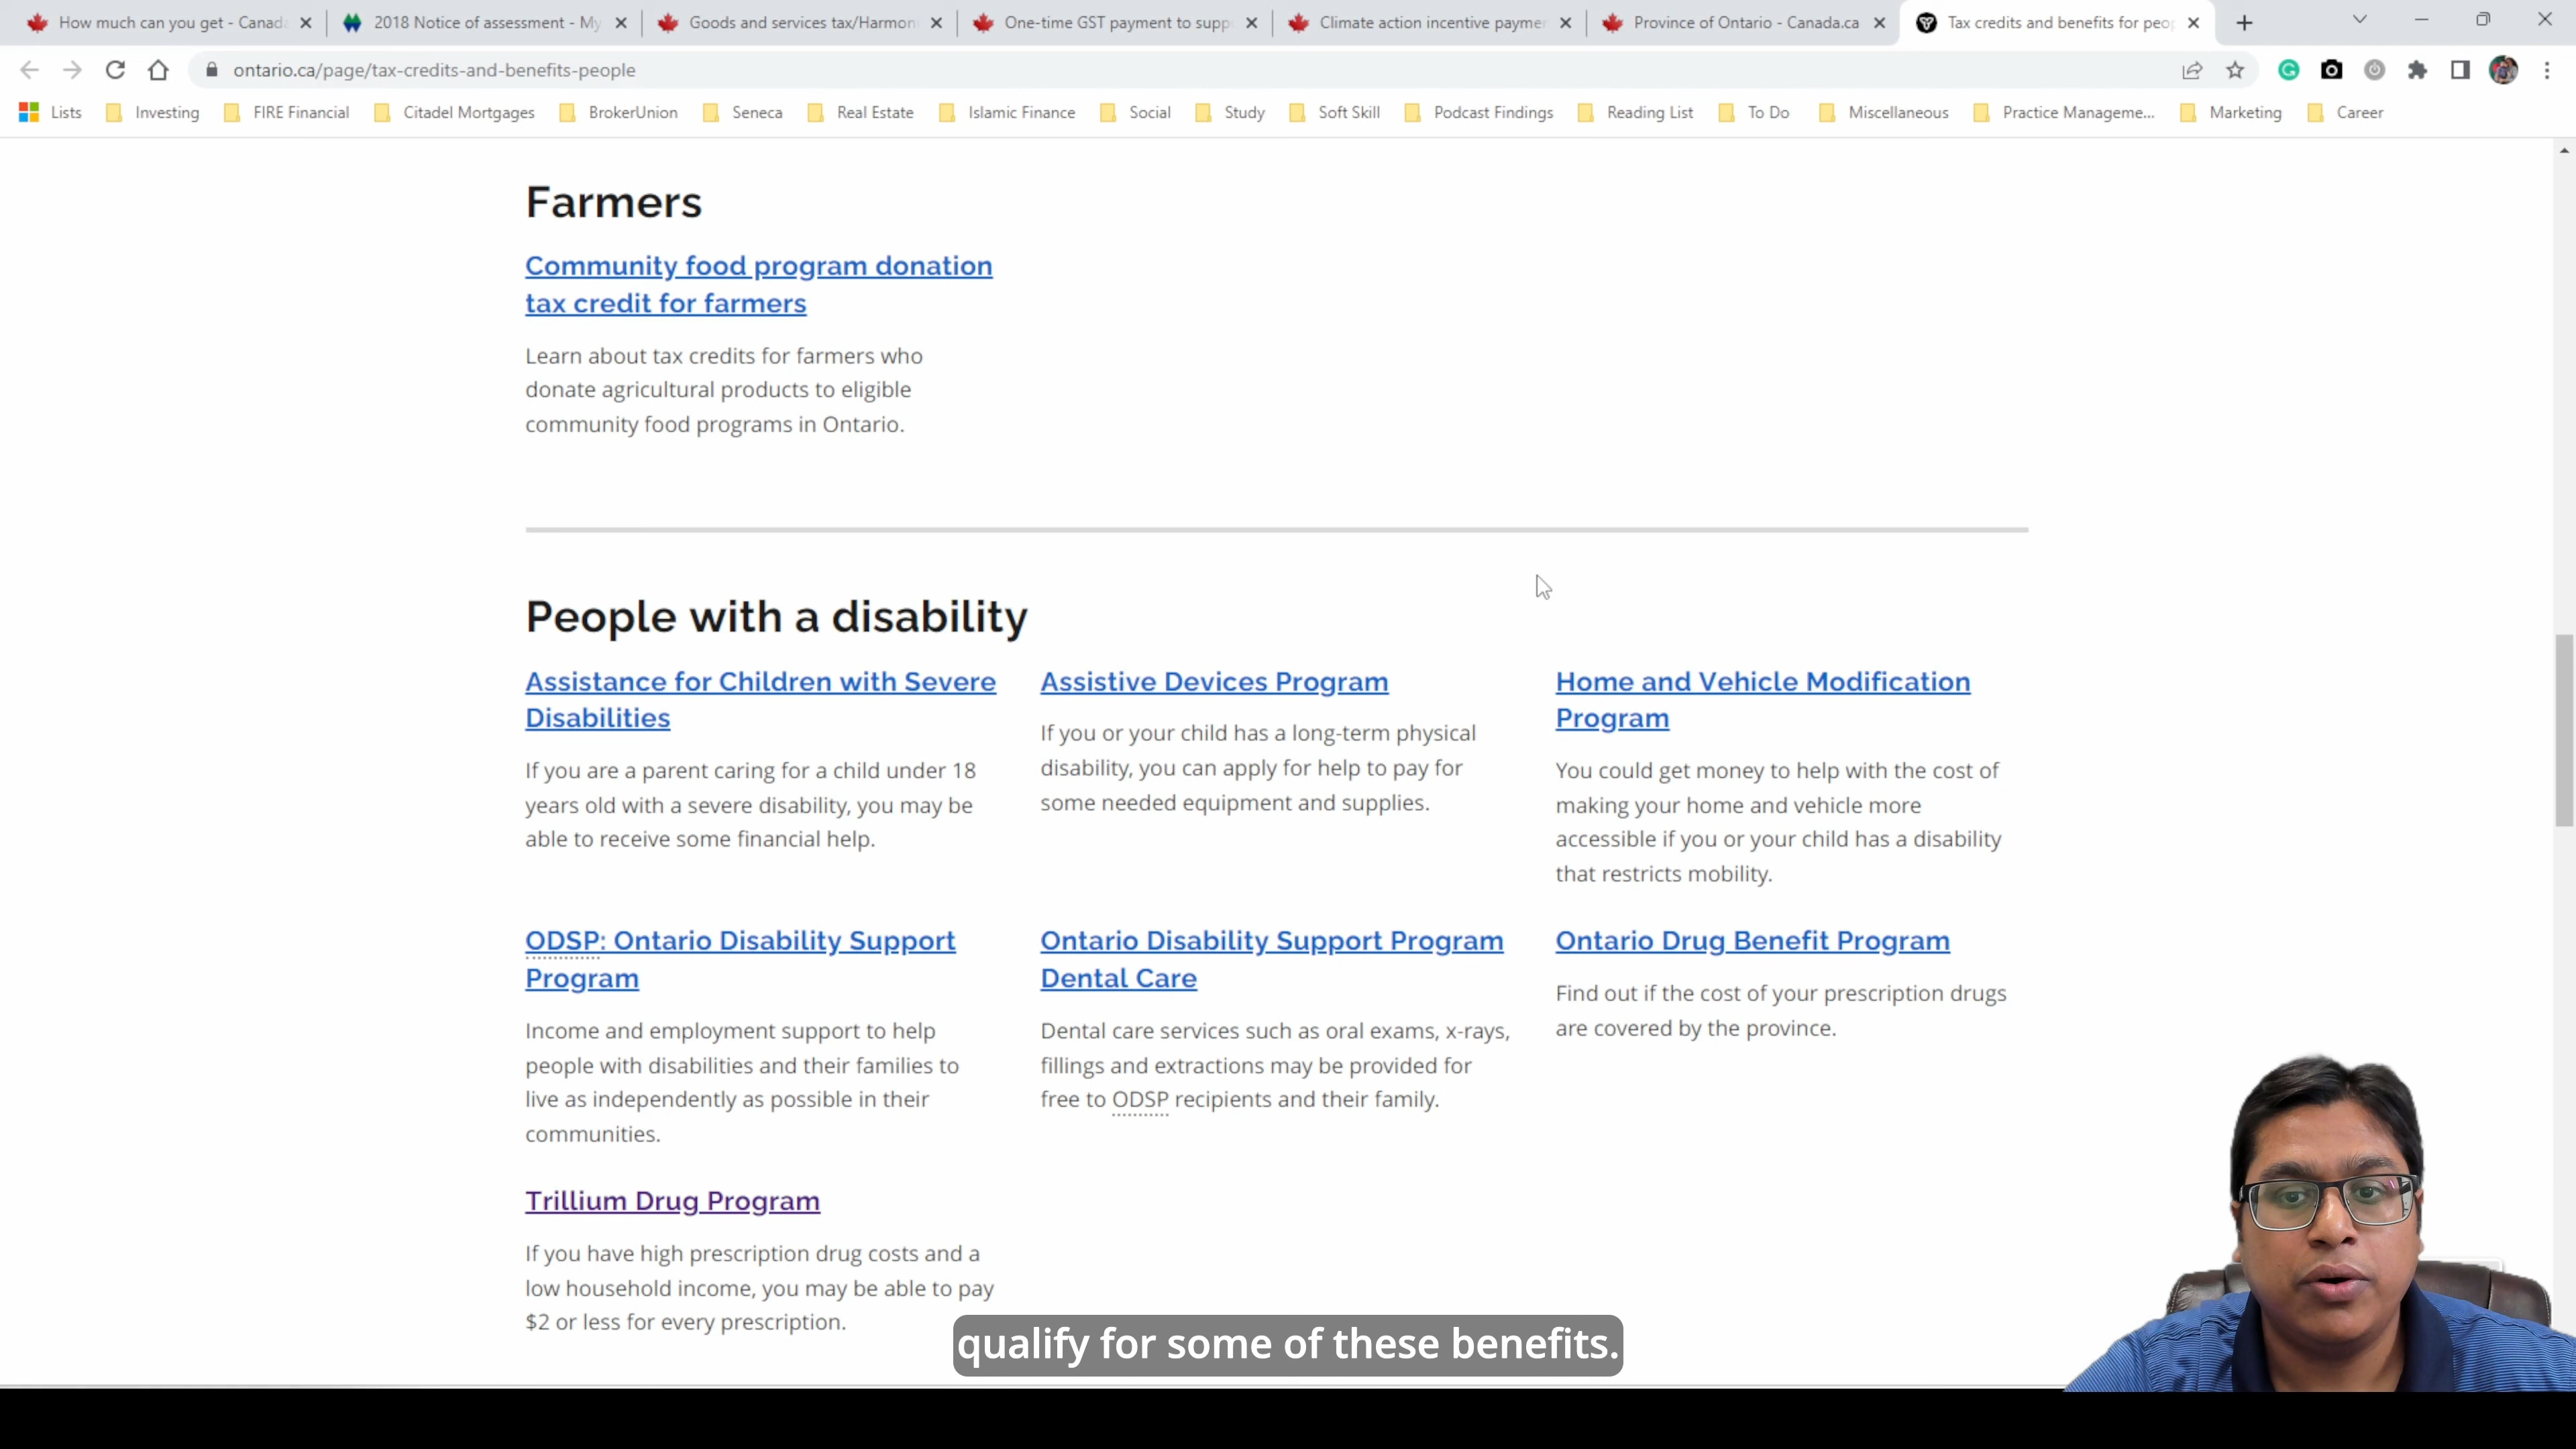 How much can you get - Canad
2018 Notice of assessment - My
Goods and services tax/Harmoni
One-time GST payment to supp
Climate action incentive paymen
Province of Ontario - Canada.ca
Tax credits and benefits for peop
ontario.ca/page/tax-credits-and-benefits-people
Lists
Investing
FIRE Financial
Citadel Mortgages
BrokerUnion
Seneca
Real Estate
Islamic Finance
Social
Study
Soft Skill
Podcast Findings
Reading List
To Do
Miscellaneous
Practice Manageme...
Marketing
Career
Farmers
Community food program donation
tax credit for farmers
Learn about tax credits for farmers who
donate agricultural products to eligible
community food programs in Ontario.
People with a disability
Assistance for Children with Severe
Disabilities
If you are a parent caring for a child under 18
years old with a severe disability, you may be
able to receive some financial help.
Assistive Devices Program
If you or your child has a long-term physical
disability, you can apply for help to pay for
some needed equipment and supplies.
Home and Vehicle Modification
Program
You could get money to help with the cost of
making your home and vehicle more
accessible if you or your child has a disability
that restricts mobility.
ODSP: Ontario Disability Support
Program
Income and employment support to help
people with disabilities and their families to
live as independently as possible in their
communities.
Ontario Disability Support Program
Dental Care
Dental care services such as oral exams, x-rays,
fillings and extractions may be provided for
free to ODSP recipients and their family.
Ontario Drug Benefit Program
Find out if the cost of your prescription drugs
are covered by the province.
Trillium Drug Program
If you have high prescription drug costs and a
low household income, you may be able to pay
$2 or less for every prescription.
qualify for some of these benefits.